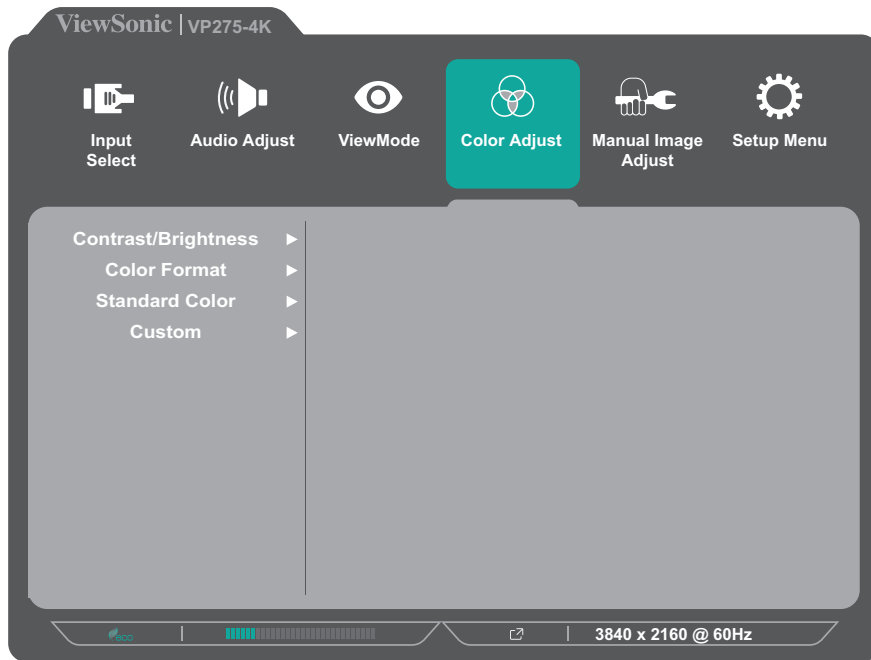 ViewSonic | VP275-4K
Input
Select
Audio Adjust
ViewMode
Color Adjust
Manual Image
Adjust
Setup Menu
Contrast/Brightness
Color Format
Standard Color
Custom
eco
3840 x 2160 @ 60Hz